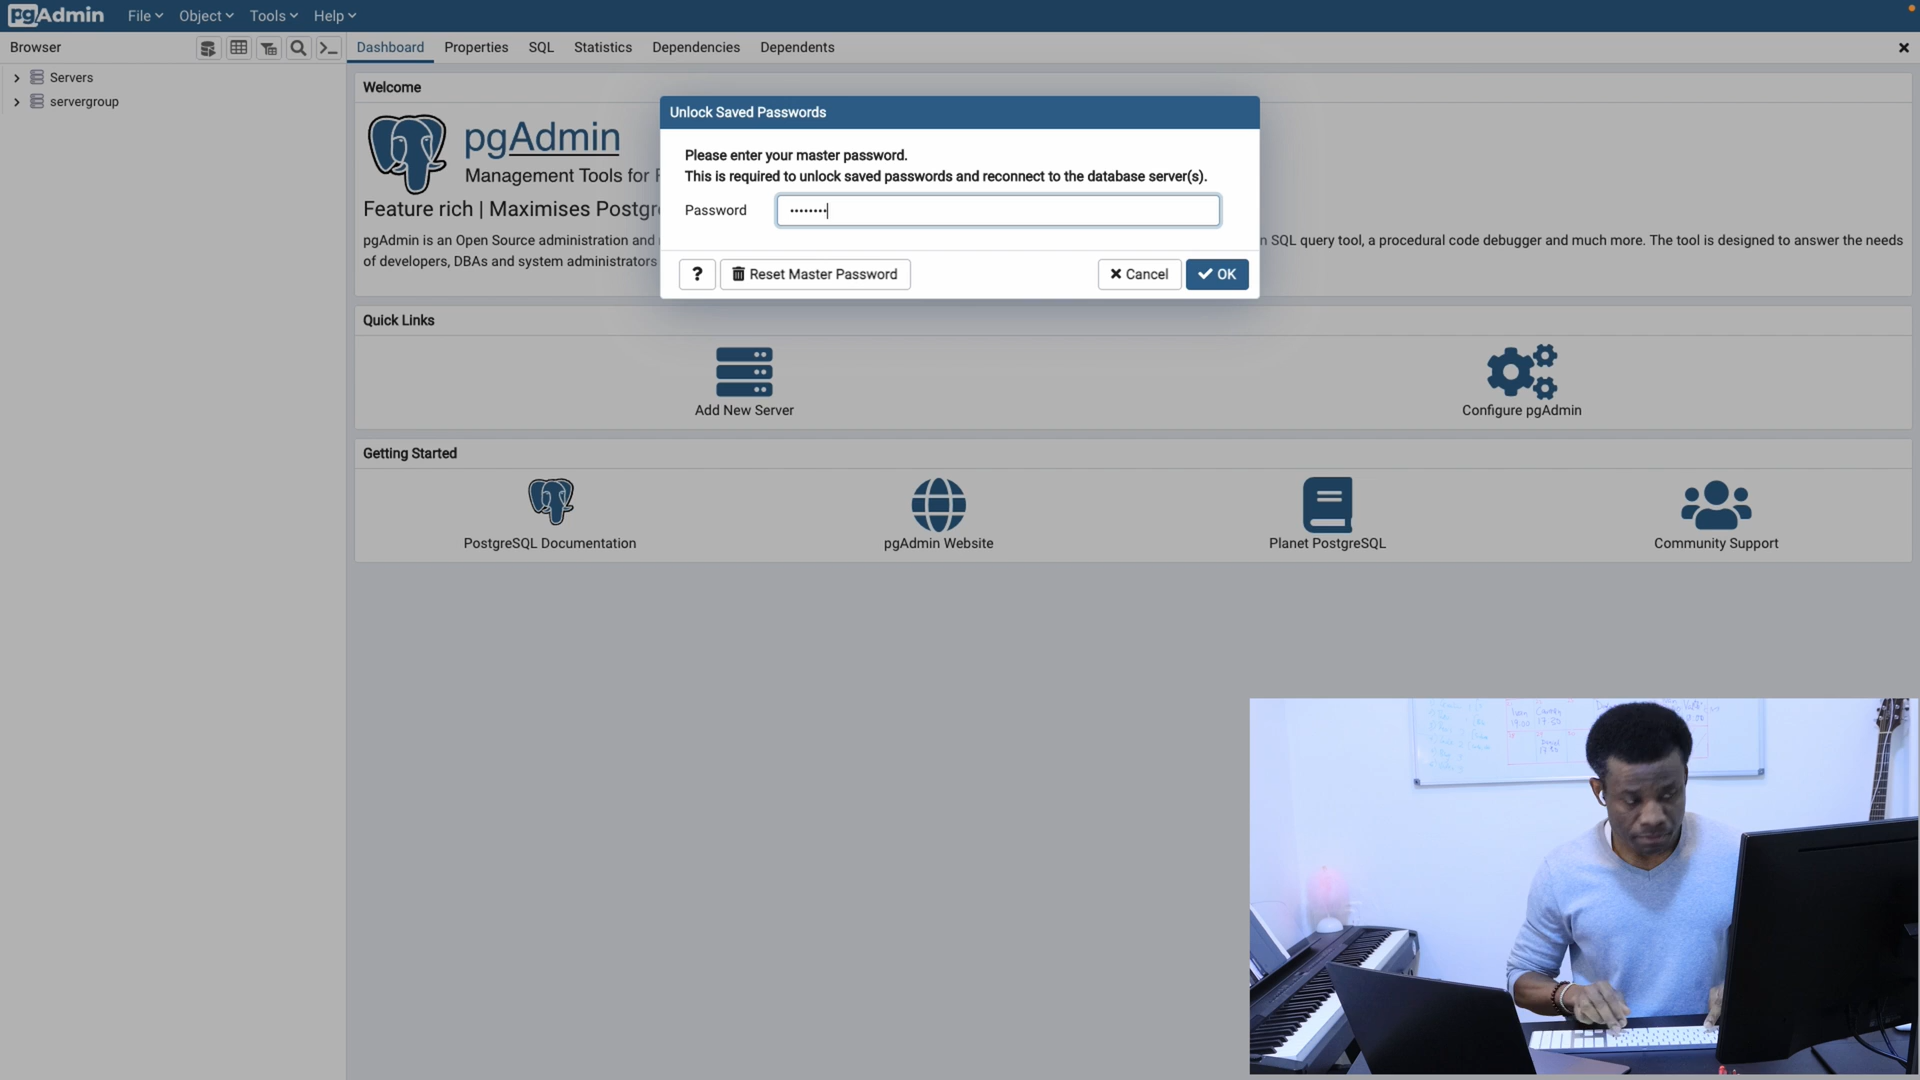 pgAdmin
File
Object
Tools
Help
Browser
Dashboard
Properties
SQL
Statistics
Dependencies
Dependents
Servers
servergroup
Welcome
pgAdmin
Management Tools for
Feature rich | Maximises Postgr
pgAdmin is an Open Source administration and
n SQL query tool, a procedural code debugger and much more. The tool is designed to answer the needs
of developers, DBAs and system administrators
Unlock Saved Passwords
Please enter your master password.
This is required to unlock saved passwords and reconnect to the database server(s).
Password
••••••••
?
Reset Master Password
Cancel
OK
Quick Links
Add New Server
Configure pgAdmin
Getting Started
PostgreSQL Documentation
pgAdmin Website
Planet PostgreSQL
Community Support